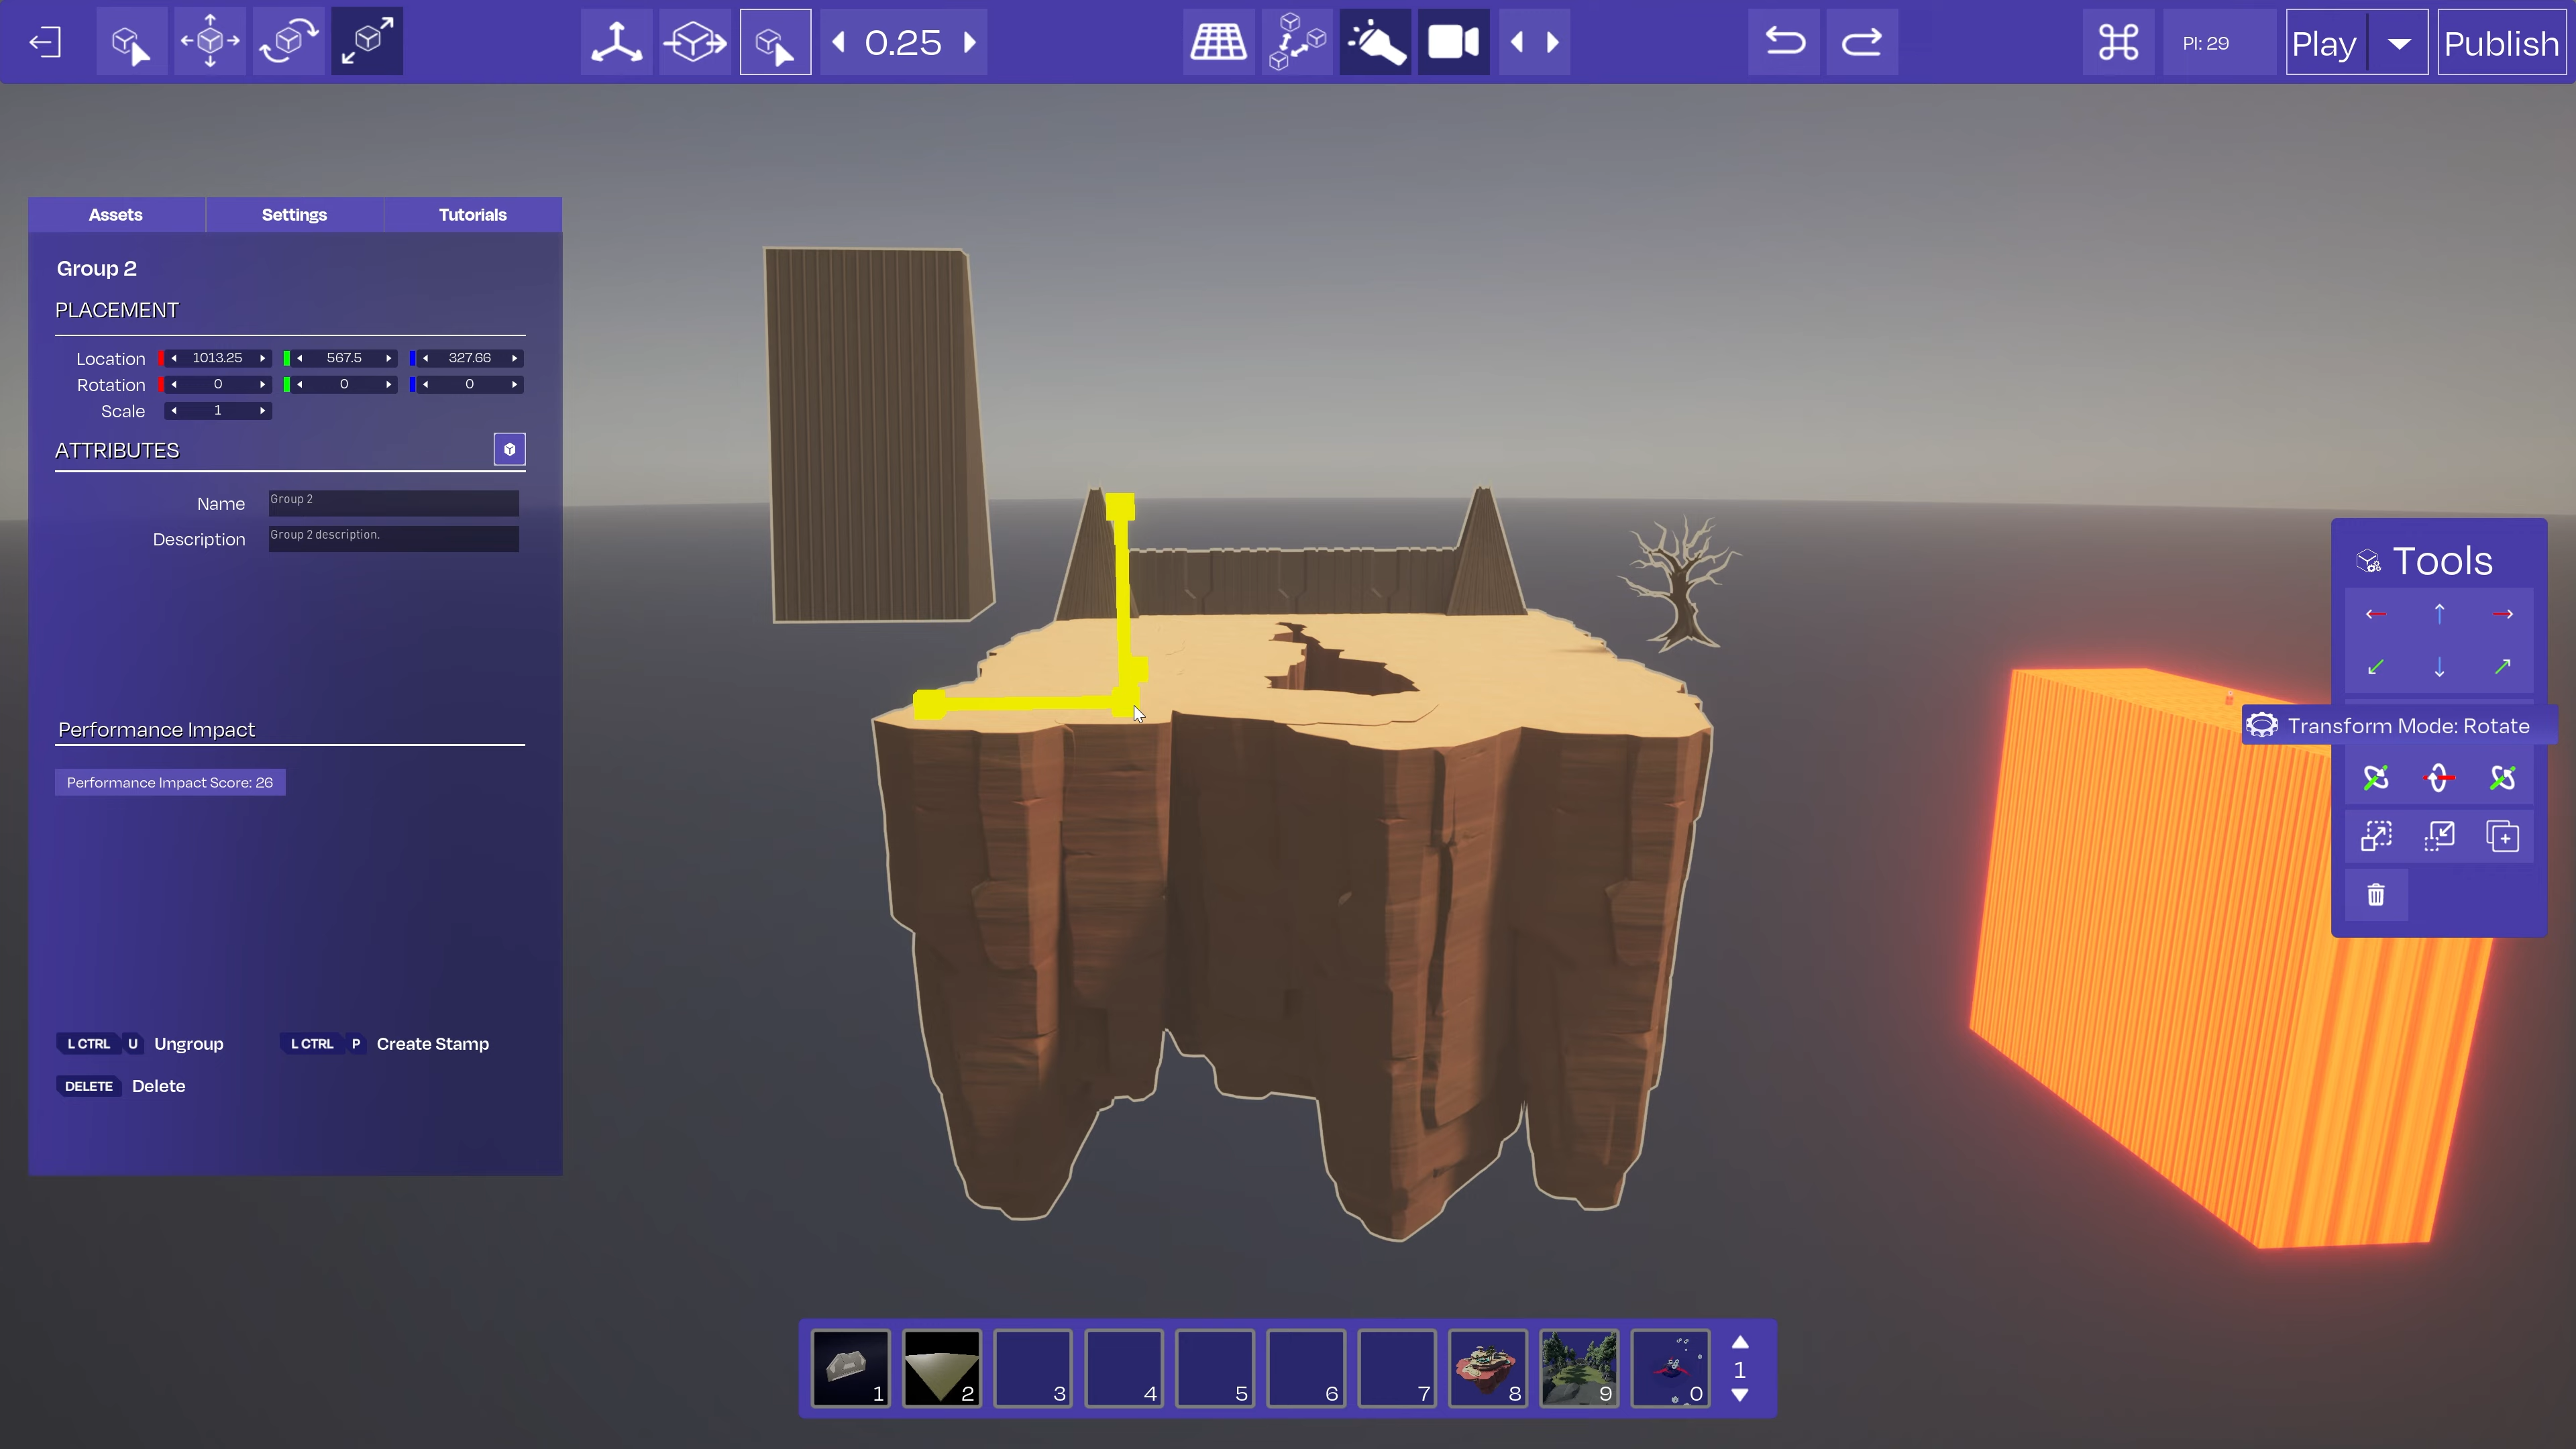 0.25
PI: 29
Play
Publish
Assets
Settings
Tutorials
Group 2
PLACEMENT
Location
1013.25
567.5
327.66
Rotation
0
0
0
Scale
1
ATTRIBUTES
Name
Group 2
Description
Group 2 description.
Performance Impact
Performance Impact Score: 26
L CTRL U Ungroup
L CTRL P Create Stamp
DELETE Delete
Tools
Transform Mode: Rotate
1
2
3
4
5
6
7
8
9
0
1